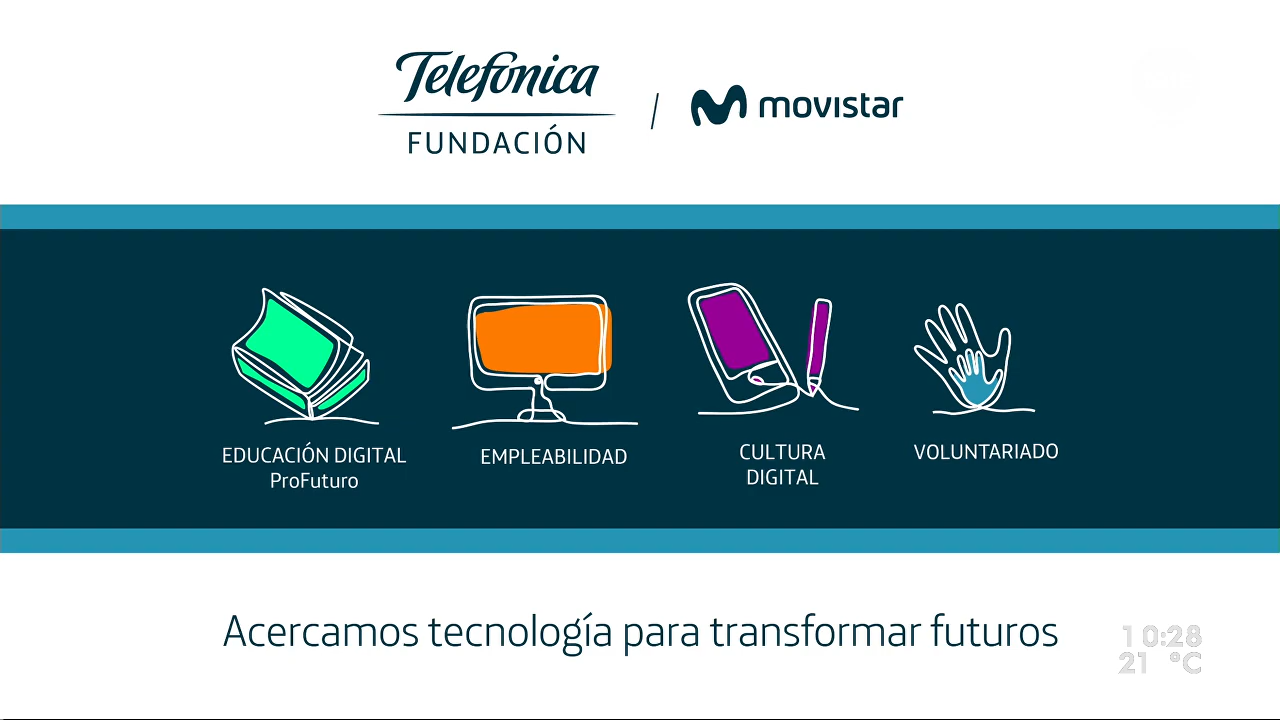 Telefónica
FUNDACIÓN
/
movistar
EDUCACIÓN DIGITAL
ProFuturo
EMPLEABILIDAD
CULTURA
DIGITAL
VOLUNTARIADO
Acercamos tecnología para transformar futuros
10:28
21 °C